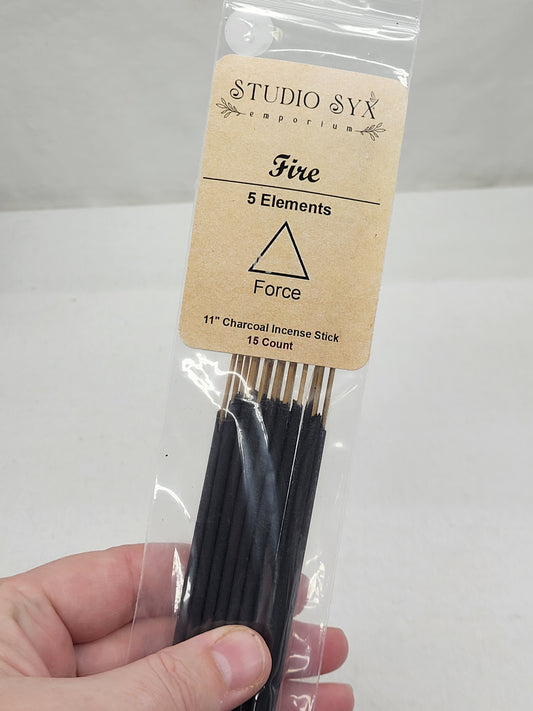 STUDIO SYX
emporium
Fire
5 Elements
Force
11" Charcoal Incense Stick
15 Count